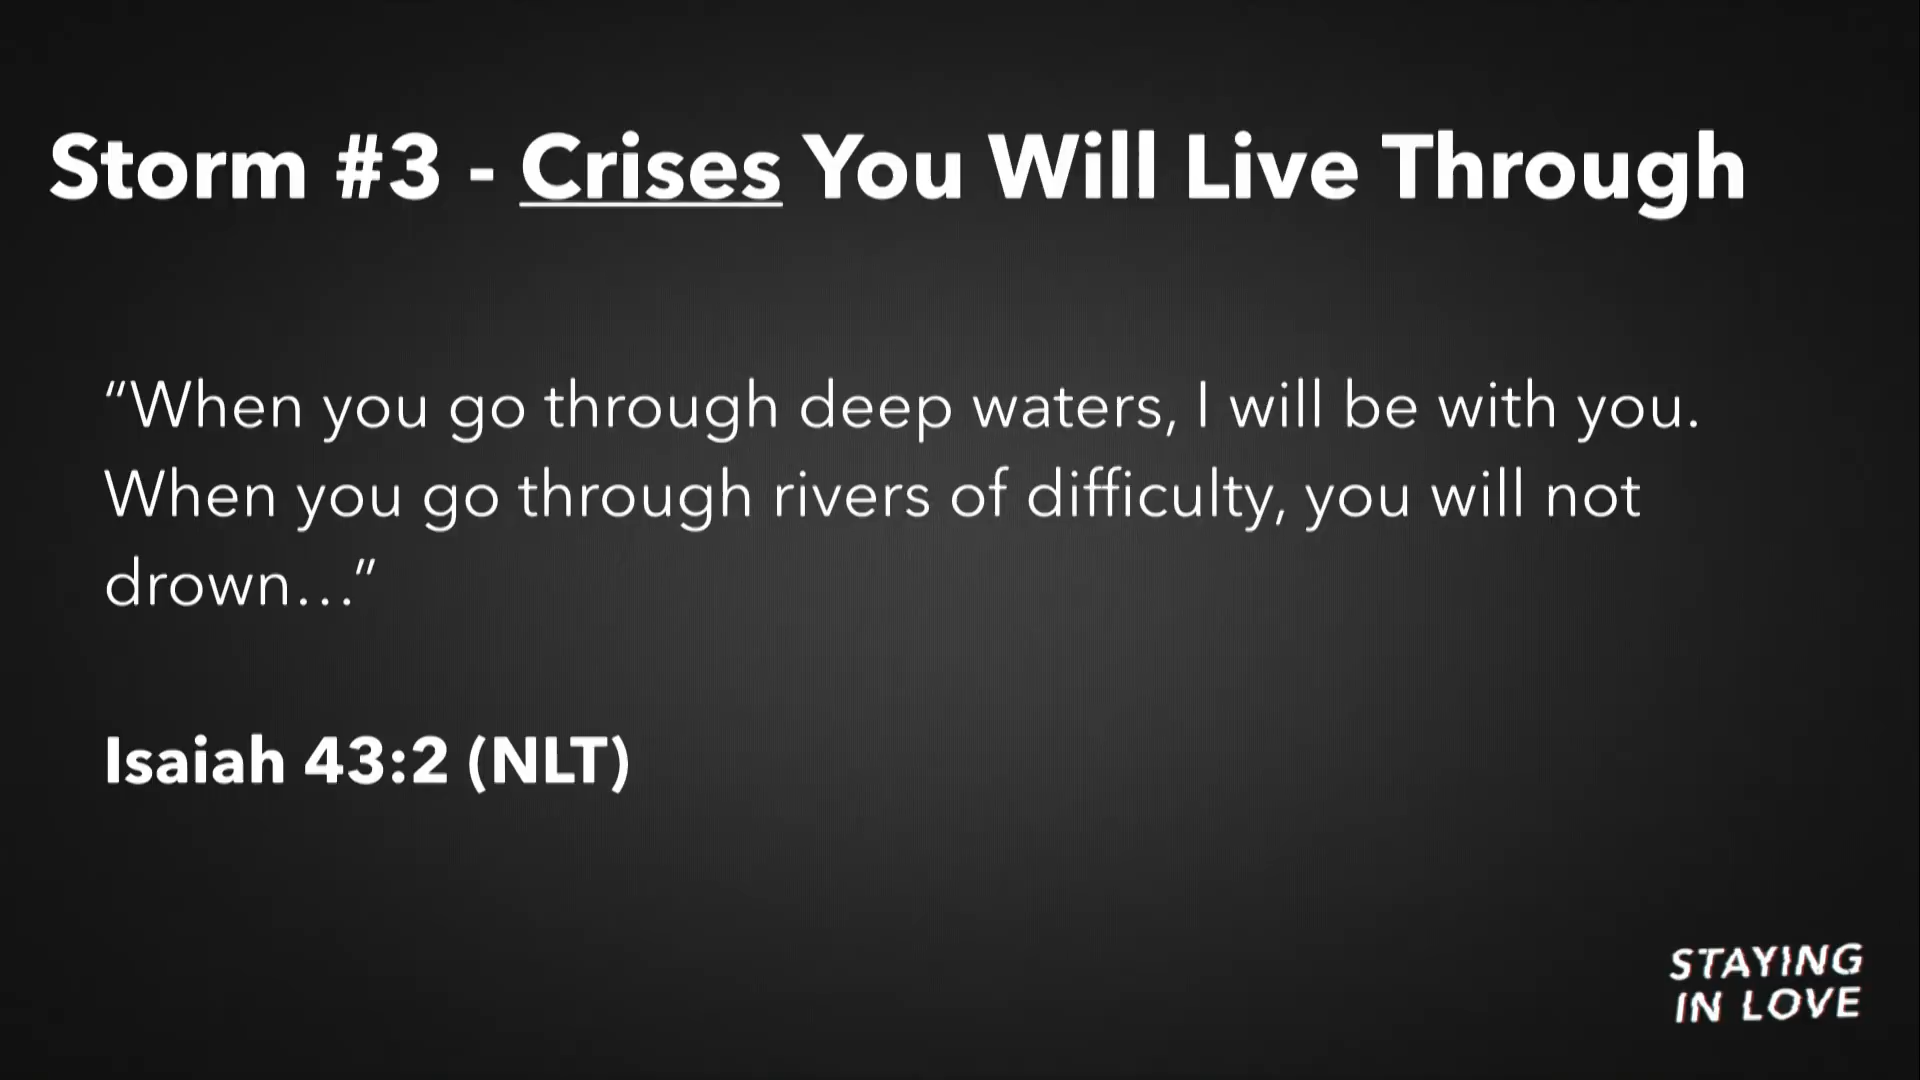 Storm #3 - Crises You Will Live Through
“When you go through deep waters, I will be with you.
When you go through rivers of difficulty, you will not
drown…”
Isaiah 43:2 (NLT)
STAYING
IN LOVE